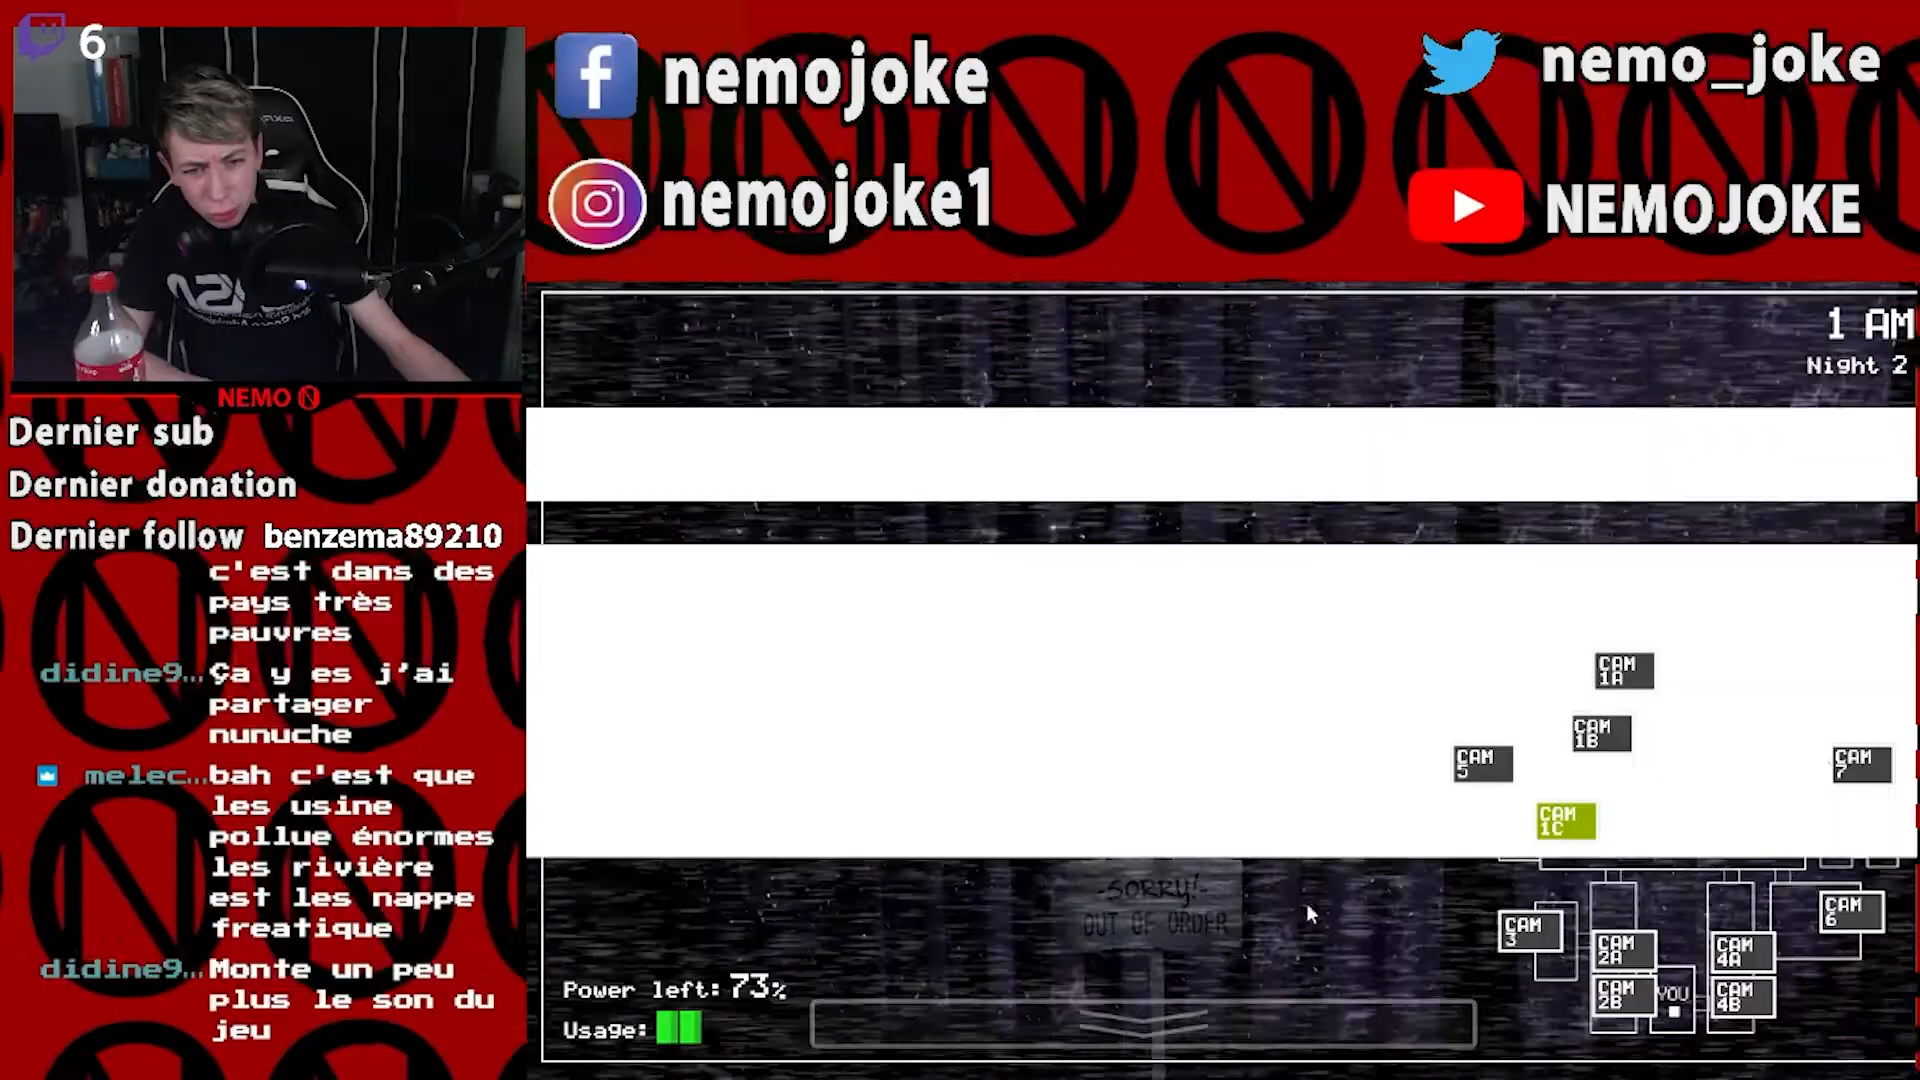 6
nemojoke
nemo_joke
nemojoke1
NEMOJOKE
NEMO
1 AM
Night 2
Dernier sub
Dernier donation
Dernier follow benzema89210
c'est dans des
pays très
pauvres
didine9... Ça y es j'ai
partager
nunuche
melec... bah c'est que
les usine
pollue énormes
les rivière
est les nappe
freatique
didine9... Monte un peu
plus le son du
jeu
CAM
1A
CAM
1B
CAM
5
CAM
7
CAM
1C
-SORRY!-
OUT OF ORDER
CAM
3
CAM
6
CAM
2A
CAM
4A
CAM
2B
YOU
CAM
4B
Power left: 73%
Usage: